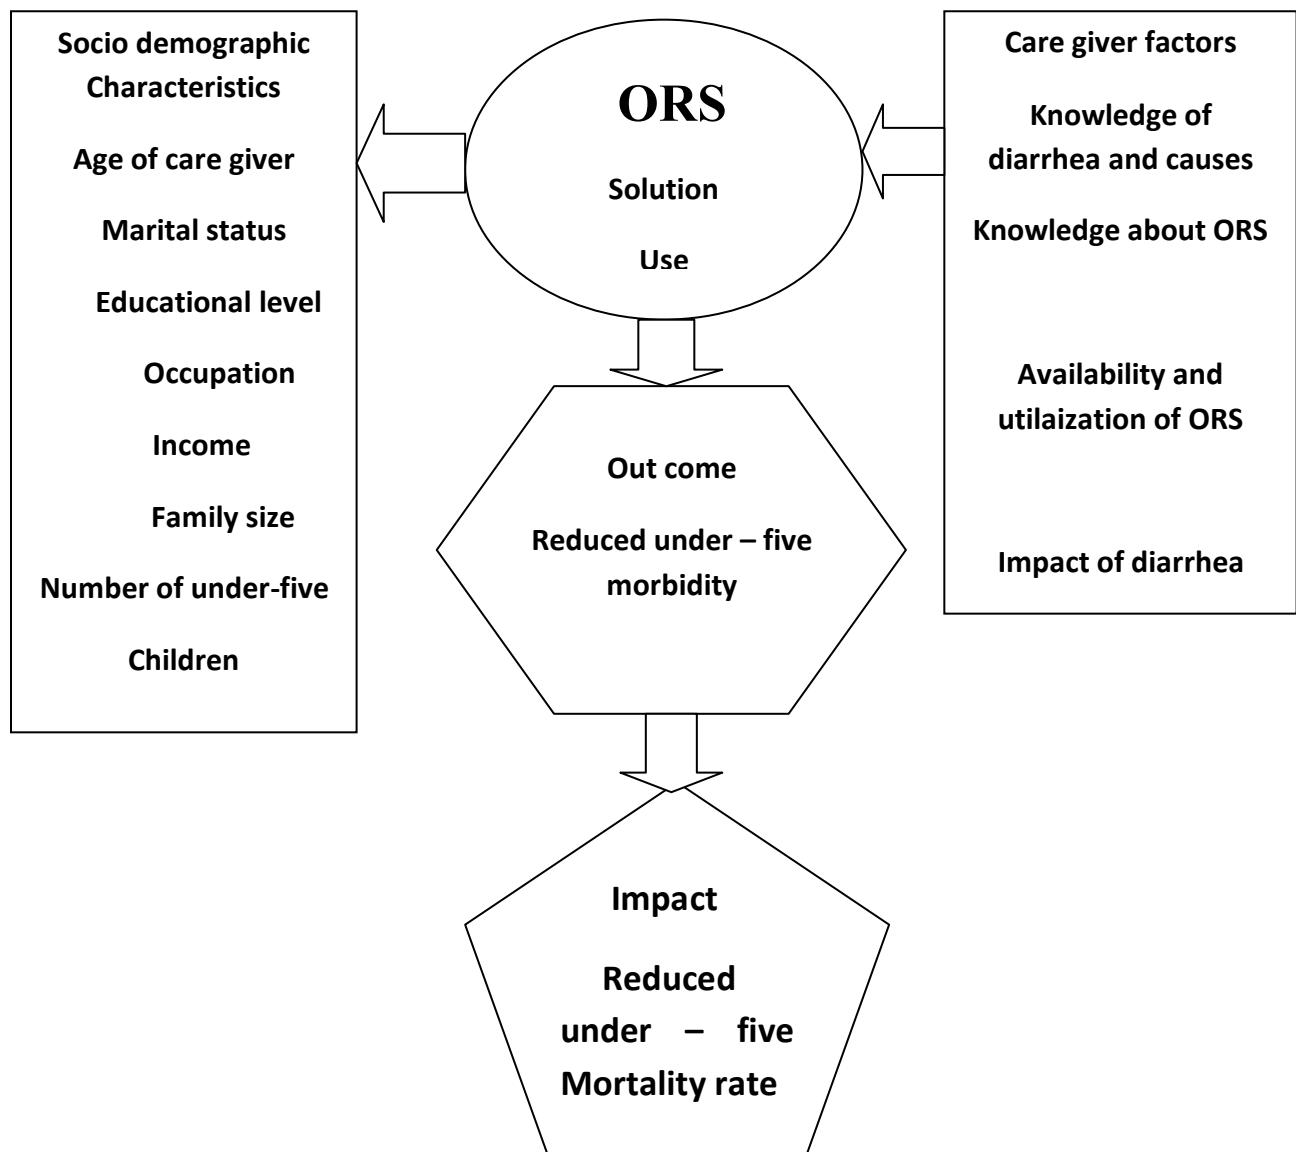 Socio demographic
Characteristics
Age of care giver
Marital status
Educational level
Occupation
Income
Family size
Number of under-five
Children
ORS
Solution
Use
Care giver factors
Knowledge of
diarrhea and causes
Knowledge about ORS
Availability and
utilaization of ORS
Impact of diarrhea
Out come
Reduced under – five
morbidity
Impact
Reduced
under – five
Mortality rate